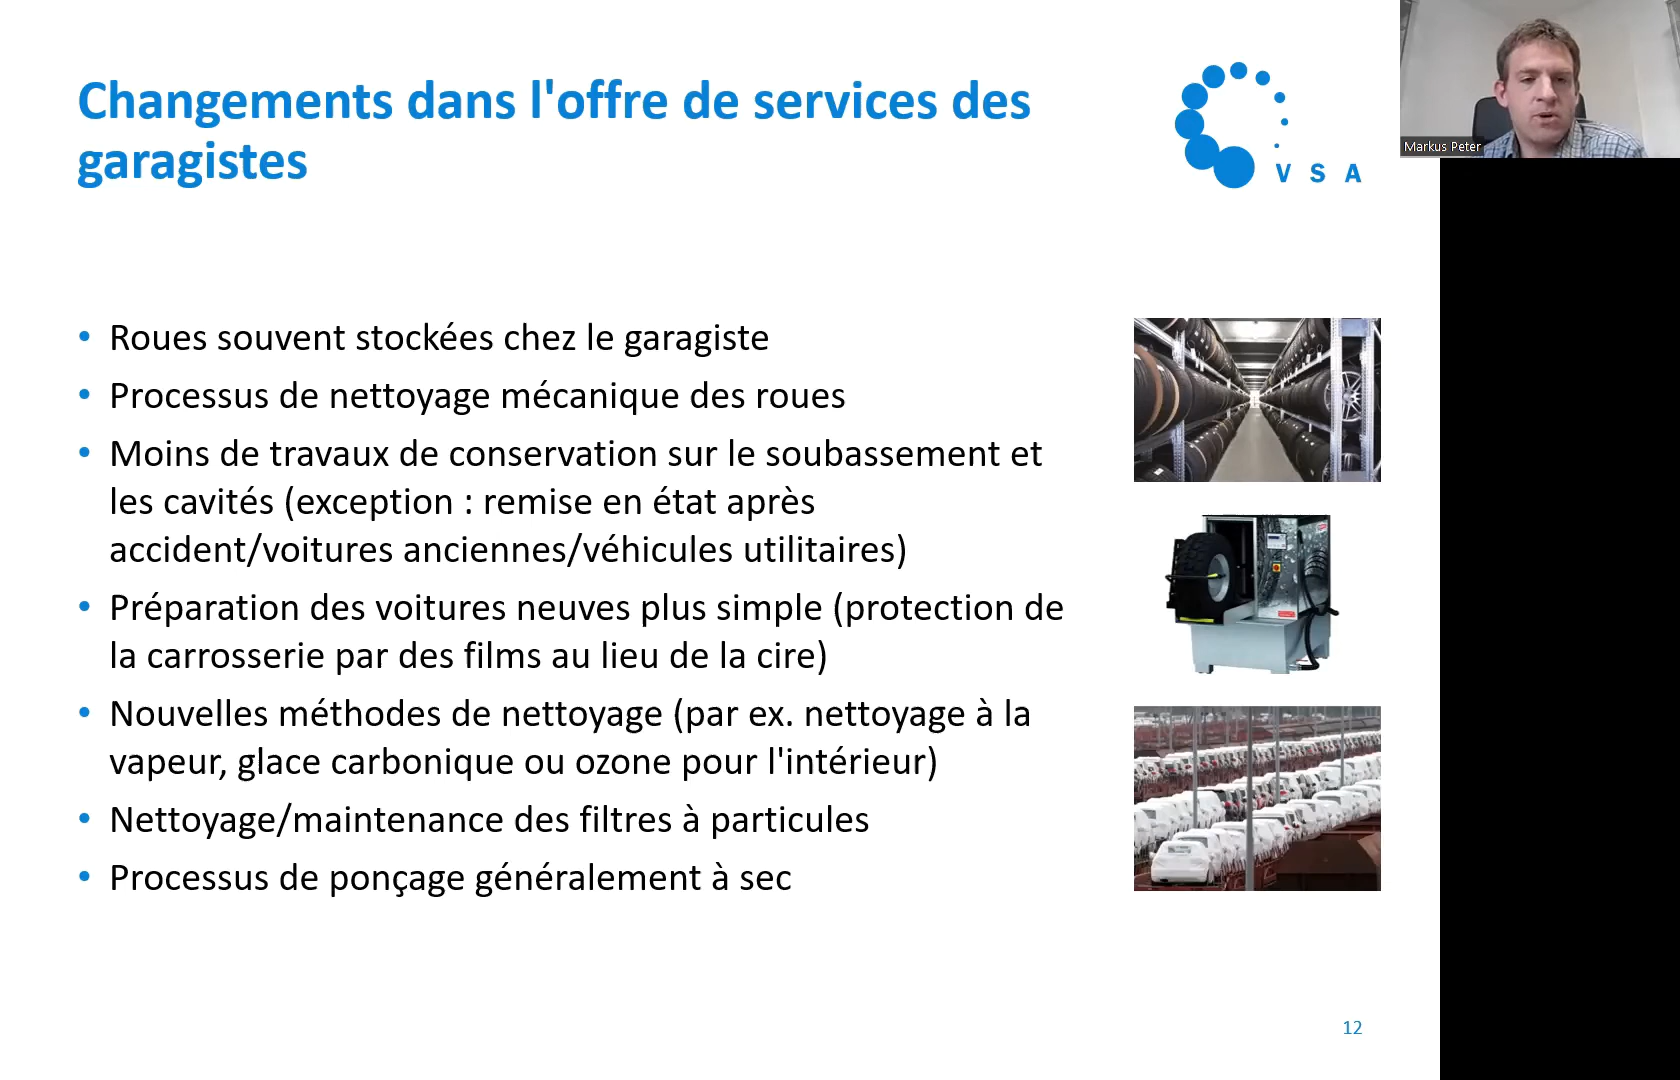 Changements dans l'offre de services des
garagistes
V S A
Markus Peter
• Roues souvent stockées chez le garagiste
• Processus de nettoyage mécanique des roues
• Moins de travaux de conservation sur le soubassement et
les cavités (exception : remise en état après
accident/voitures anciennes/véhicules utilitaires)
• Préparation des voitures neuves plus simple (protection de
la carrosserie par des films au lieu de la cire)
• Nouvelles méthodes de nettoyage (par ex. nettoyage à la
vapeur, glace carbonique ou ozone pour l'intérieur)
• Nettoyage/maintenance des filtres à particules
• Processus de ponçage généralement à sec
12